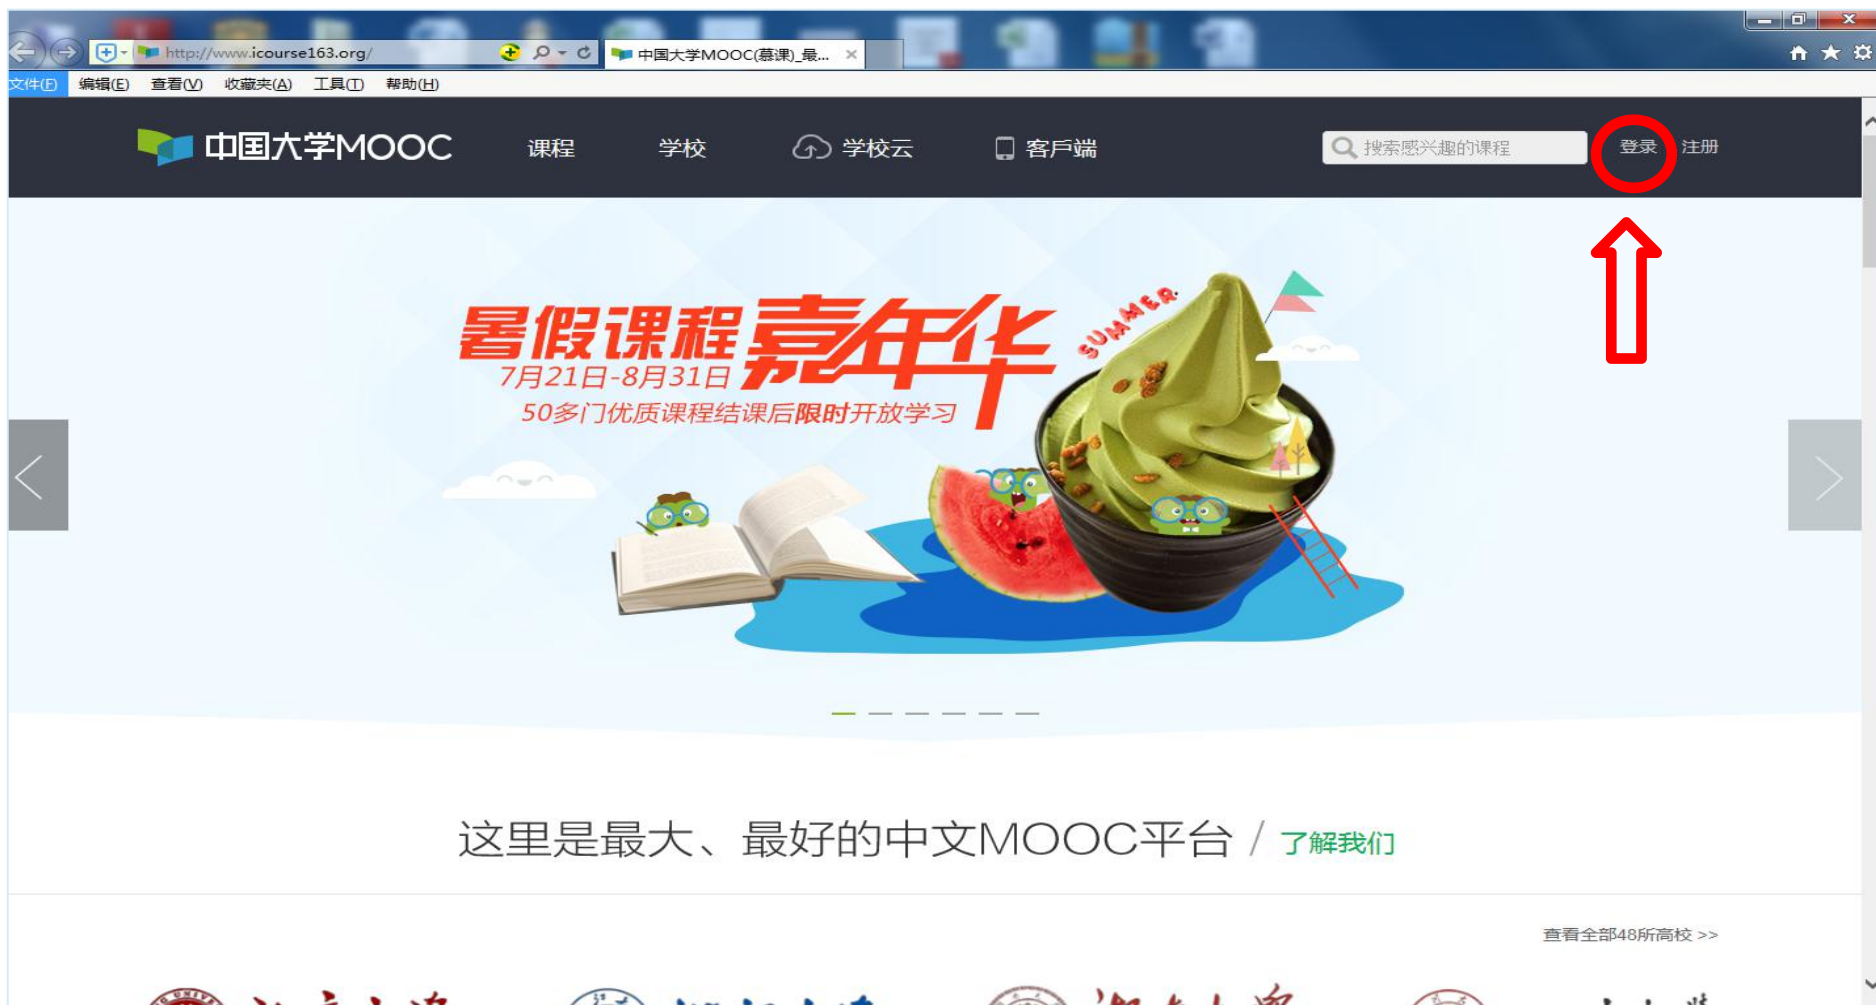 http://www.icourse163.org/
中国大学MOOC(慕课)_最...
文件(F) 编辑(E) 查看(V) 收藏夹(A) 工具(T) 帮助(H)
中国大学MOOC 课程 学校 学校云 客戶端 搜索感兴趣的课程 登录 注册
SUMMER
暑假课程嘉年华
7月21日-8月31日
50多门优质课程结课后限时开放学习
这里是最大、最好的中文MOOC平台 / 了解我们
查看全部48所高校 >>